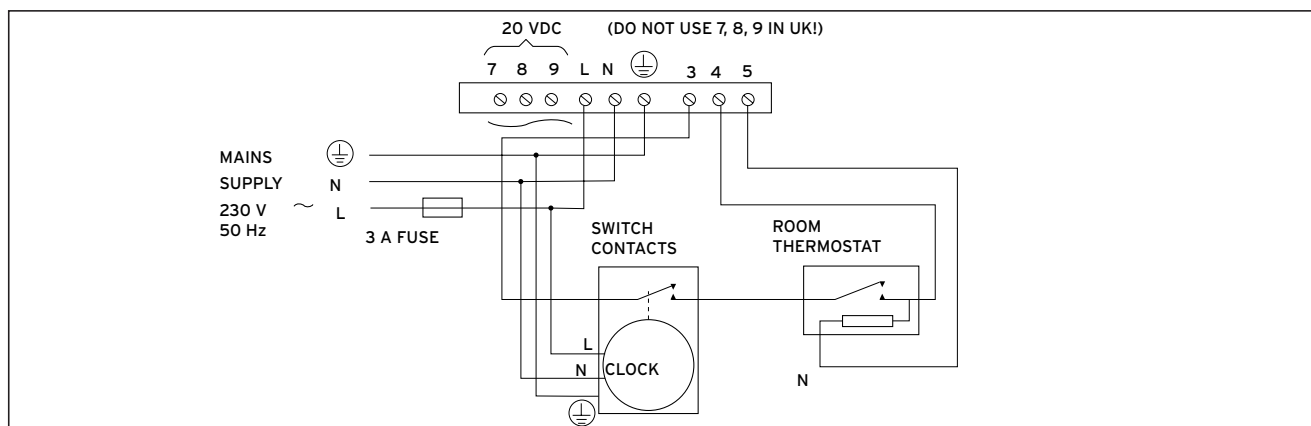 20 VDC (DO NOT USE 7, 8, 9 IN UK!)
7 8 9 L N 3 4 5
MAINS
SUPPLY N
230 V ~ L
50 Hz
3 A FUSE
SWITCH
CONTACTS
ROOM
THERMOSTAT
L
N CLOCK
N